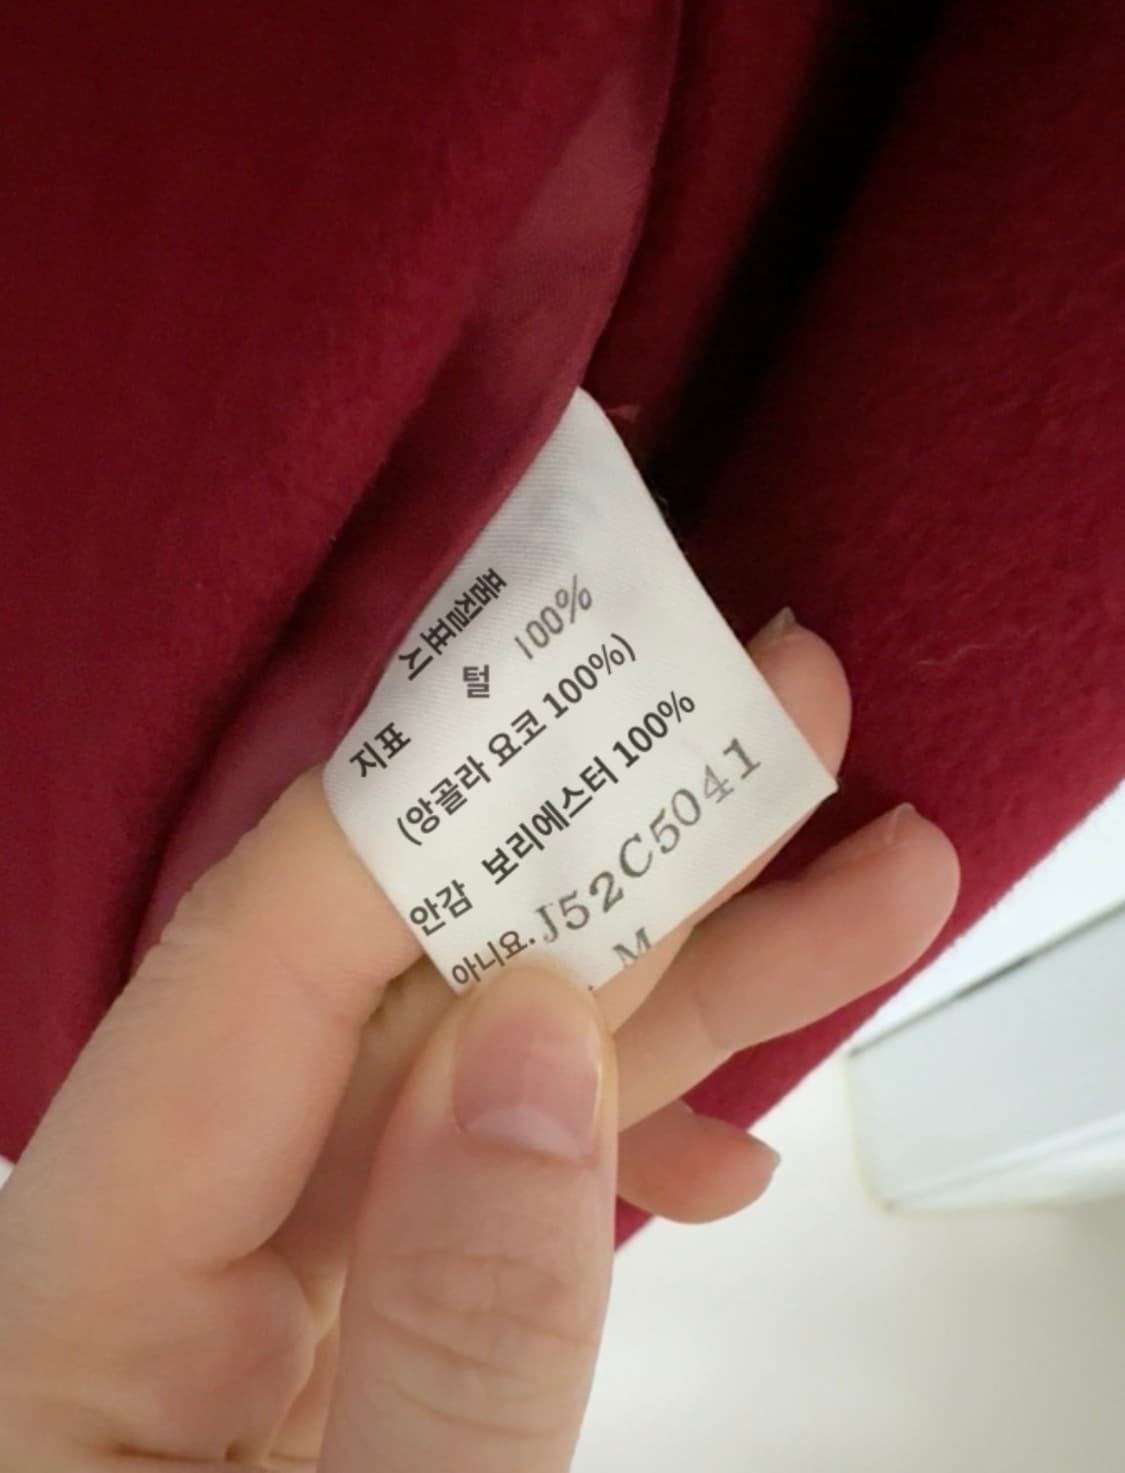 지표 털 100%
(앙골라 요코 100%)
안감 보리에스터 100%
아니요. J52C5041
M